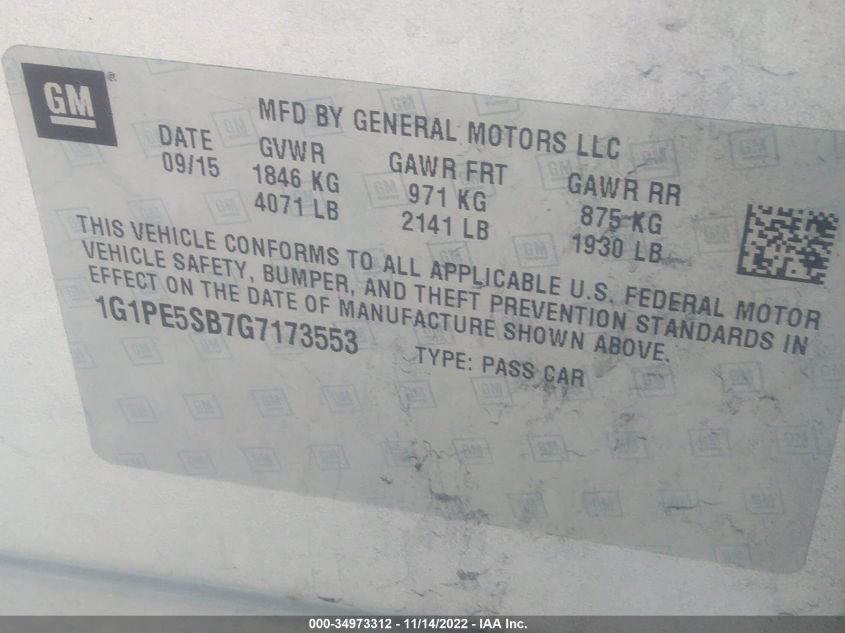 GM ®
MFD BY GENERAL MOTORS LLC
DATE GVWR GAWR FRT GAWR RR
09/15 1846 KG 971 KG 875 KG
4071 LB 2141 LB 1930 LB
THIS VEHICLE CONFORMS TO ALL APPLICABLE U.S. FEDERAL MOTOR
VEHICLE SAFETY, BUMPER, AND THEFT PREVENTION STANDARDS IN
EFFECT ON THE DATE OF MANUFACTURE SHOWN ABOVE.
1G1PE5SB7G7173553 TYPE: PASS CAR
000-34973312 - 11/14/2022 - IAA Inc.